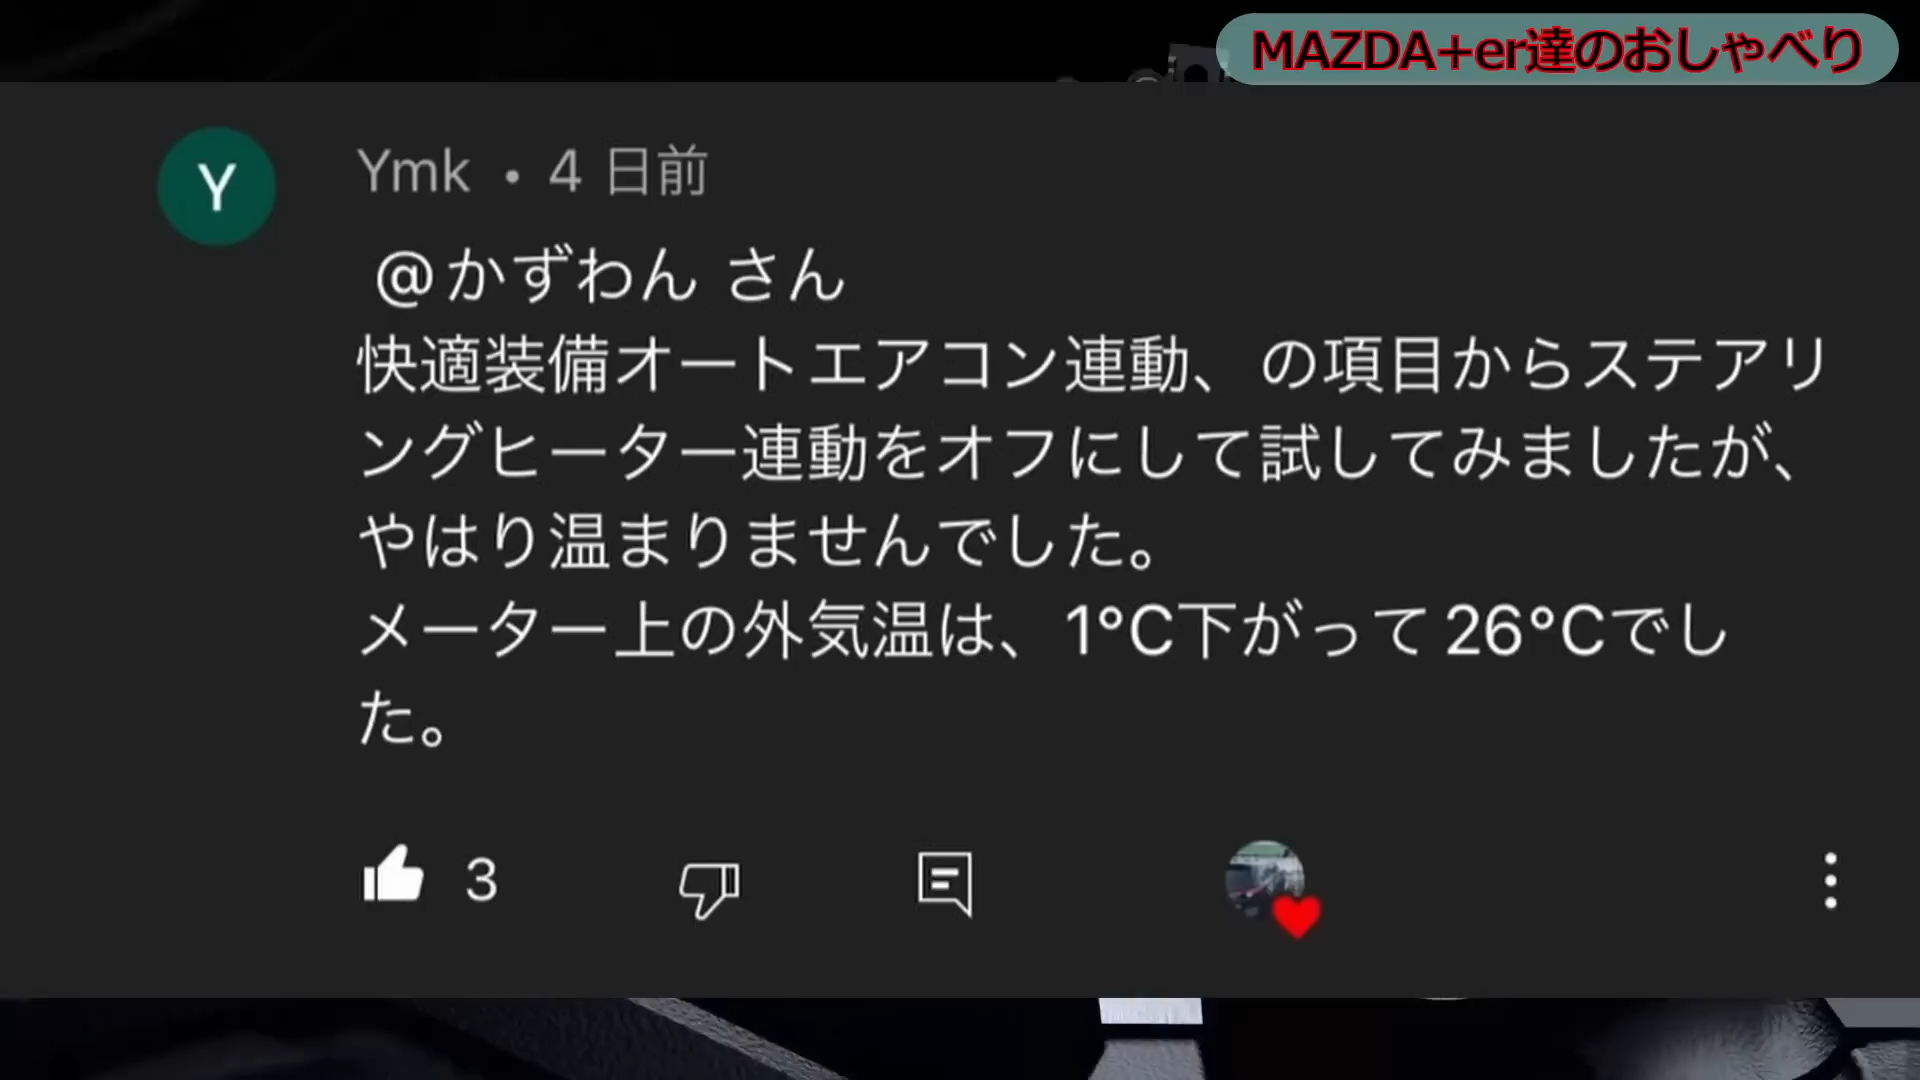 MAZDA+er達のおしゃべり
Y
Ymk • 4 日前
@かずわん さん
快適装備オートエアコン連動、の項目からステアリ
ングヒーター連動をオフにして試してみましたが、
やはり温まりませんでした。
メーター上の外気温は、1°C下がって26°Cでし
た。
3